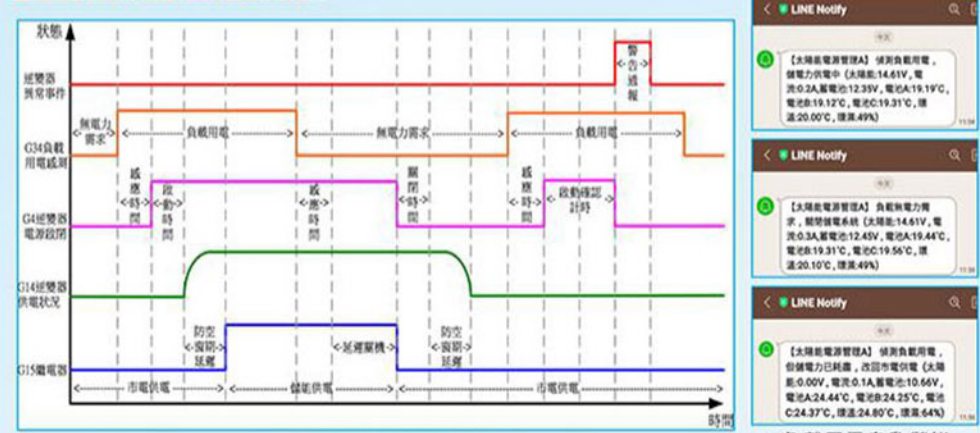 狀態
逆變器
異常事件
警告通報
無電力
需求
負載用電
無電力需求
負載用電
G34負載
用電感測
感應時間
啟動時間
感應時間
關閉時間
感應時間
啟動確認
計時
G4逆變器
電源啟閉
G14逆變器
供電狀況
防空
窗期
延遲
延遲關機
防空
窗期
延遲
G15繼電器
市電供電
儲能供電
市電供電
時間
LINE Notify
今天
【太陽能電源管理A】 偵測負載用電，
儲電力供電中 (太陽能:14.61V, 電
流:0.2A,蓄電池:12.35V, 電池A:19.19°C,
電池B:19.12°C, 電池C:19.31°C, 環
溫:20.00°C, 環濕:49%)
LINE Notify
今天
【太陽能電源管理A】 負載無電力需
求，關閉儲電系統 (太陽能:14.61V, 電
流:0.3A,蓄電池:12.45V, 電池A:19.44°C,
電池B:19.31°C, 電池C:19.56°C, 環
溫:20.10°C, 環濕:49%)
LINE Notify
今天
【太陽能電源管理A】 偵測負載用電，
但儲電力已耗盡，改回市電供電 (太陽
能:0.00V, 電流:0.1A,蓄電池:10.66V,
電池A:24.44°C, 電池B:24.25°C, 電池
C:24.37°C, 環溫:24.80°C, 環濕:64%)